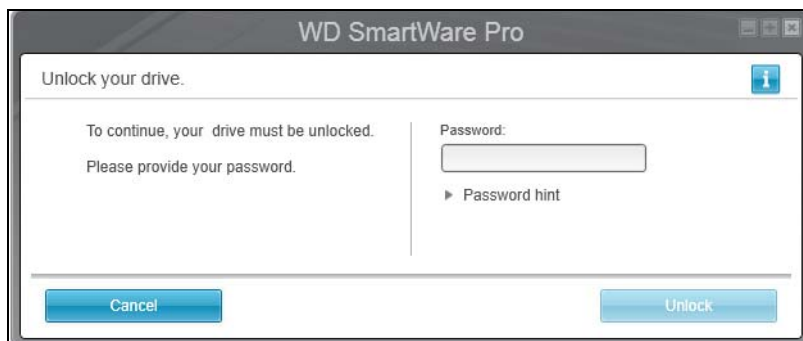 WD SmartWare Pro
Unlock your drive.
i
To continue, your drive must be unlocked.
Please provide your password.
Password:
Password hint
Cancel
Unlock